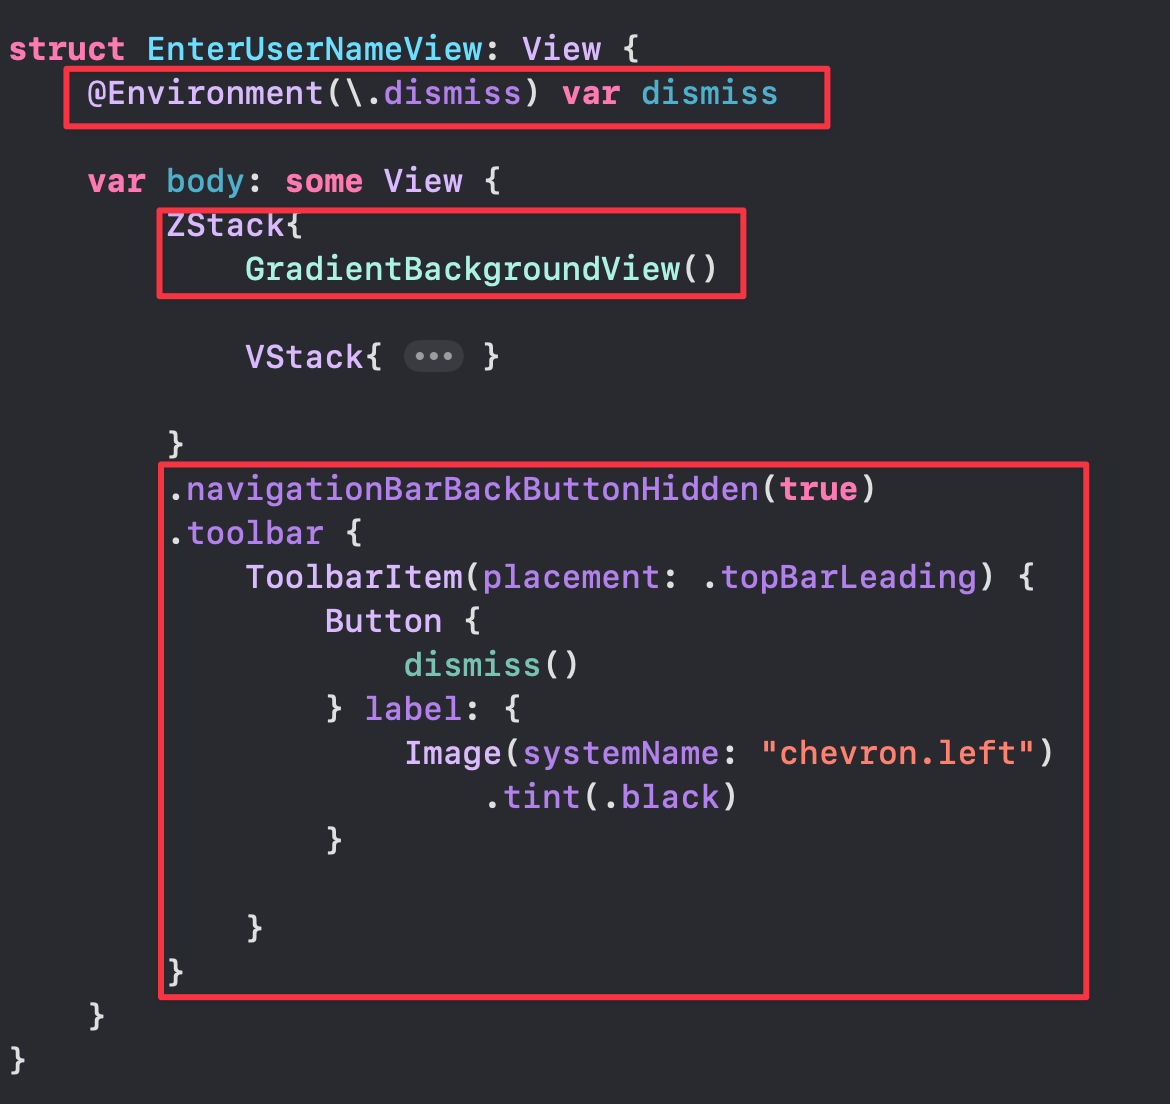 struct EnterUserNameView: View {
@Environment(\.dismiss) var dismiss
var body: some View {
ZStack{
GradientBackgroundView()
VStack{ ••• }
}
.navigationBarBackButtonHidden(true)
.toolbar {
ToolbarItem(placement: .topBarLeading) {
Button {
dismiss()
} label: {
Image(systemName: "chevron.left")
.tint(.black)
}
}
}
}
}